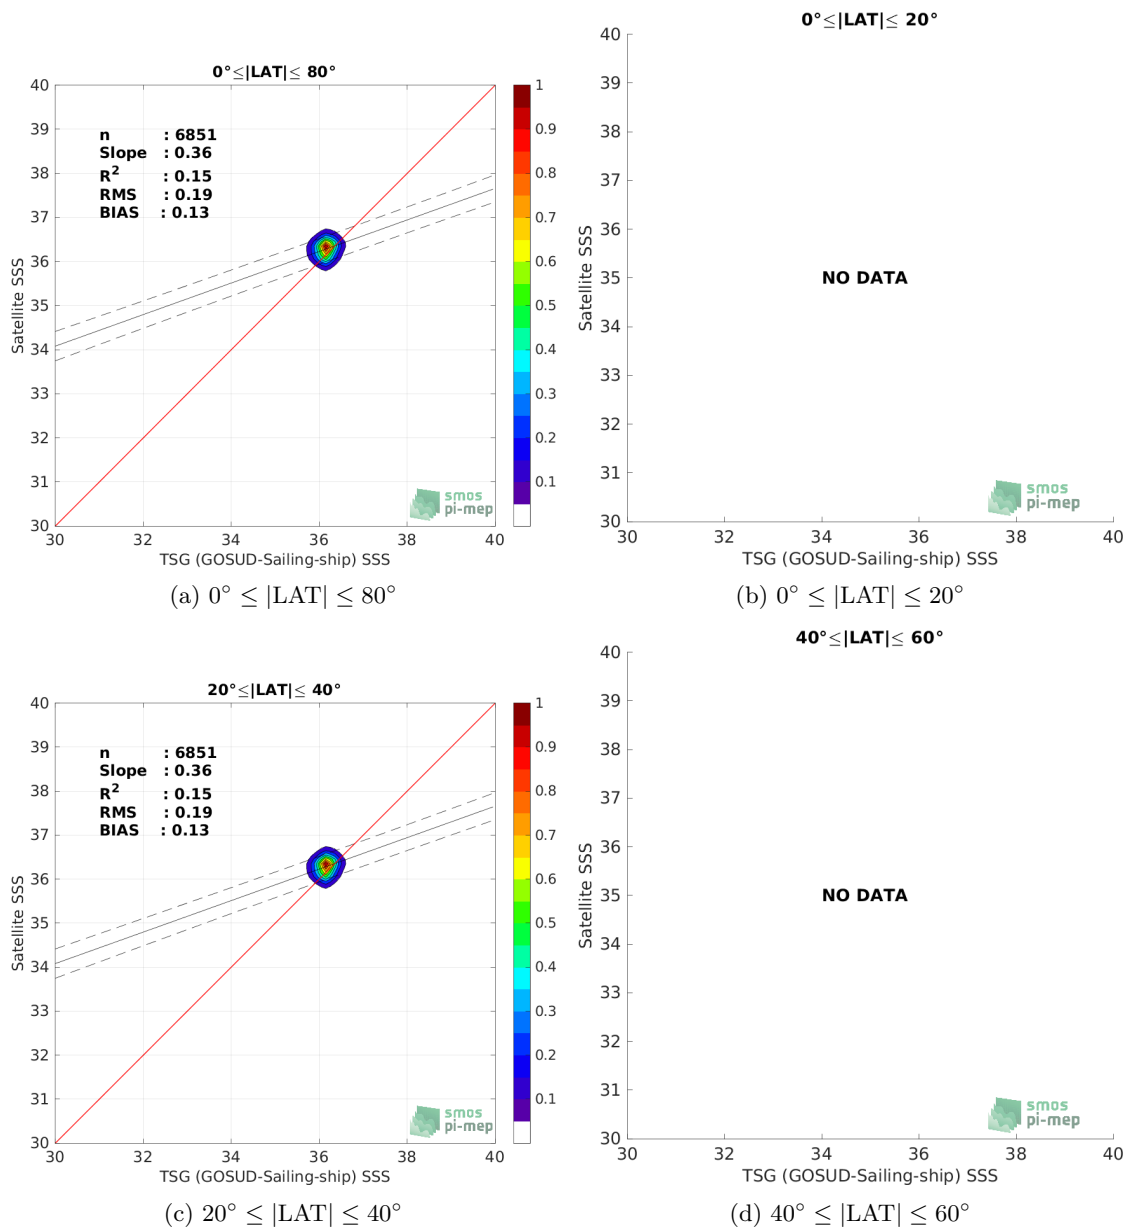 0°≤|LAT|≤ 80°
40
39
38
37
36
35
34
33
32
31
30
Satellite SSS
n : 6851
Slope : 0.36
R² : 0.15
RMS : 0.19
BIAS : 0.13
smos
pi-mep
30 32 34 36 38 40
TSG (GOSUD-Sailing-ship) SSS
1
0.9
0.8
0.7
0.6
0.5
0.4
0.3
0.2
0.1
(a) 0° ≤ |LAT| ≤ 80°
0°≤|LAT|≤ 20°
40
39
38
37
36
35
34
33
32
31
30
Satellite SSS
NO DATA
smos
pi-mep
30 32 34 36 38 40
TSG (GOSUD-Sailing-ship) SSS
(b) 0° ≤ |LAT| ≤ 20°
20°≤|LAT|≤ 40°
40
39
38
37
36
35
34
33
32
31
30
Satellite SSS
n : 6851
Slope : 0.36
R² : 0.15
RMS : 0.19
BIAS : 0.13
smos
pi-mep
30 32 34 36 38 40
TSG (GOSUD-Sailing-ship) SSS
1
0.9
0.8
0.7
0.6
0.5
0.4
0.3
0.2
0.1
(c) 20° ≤ |LAT| ≤ 40°
40°≤|LAT|≤ 60°
40
39
38
37
36
35
34
33
32
31
30
Satellite SSS
NO DATA
smos
pi-mep
30 32 34 36 38 40
TSG (GOSUD-Sailing-ship) SSS
(d) 40° ≤ |LAT| ≤ 60°